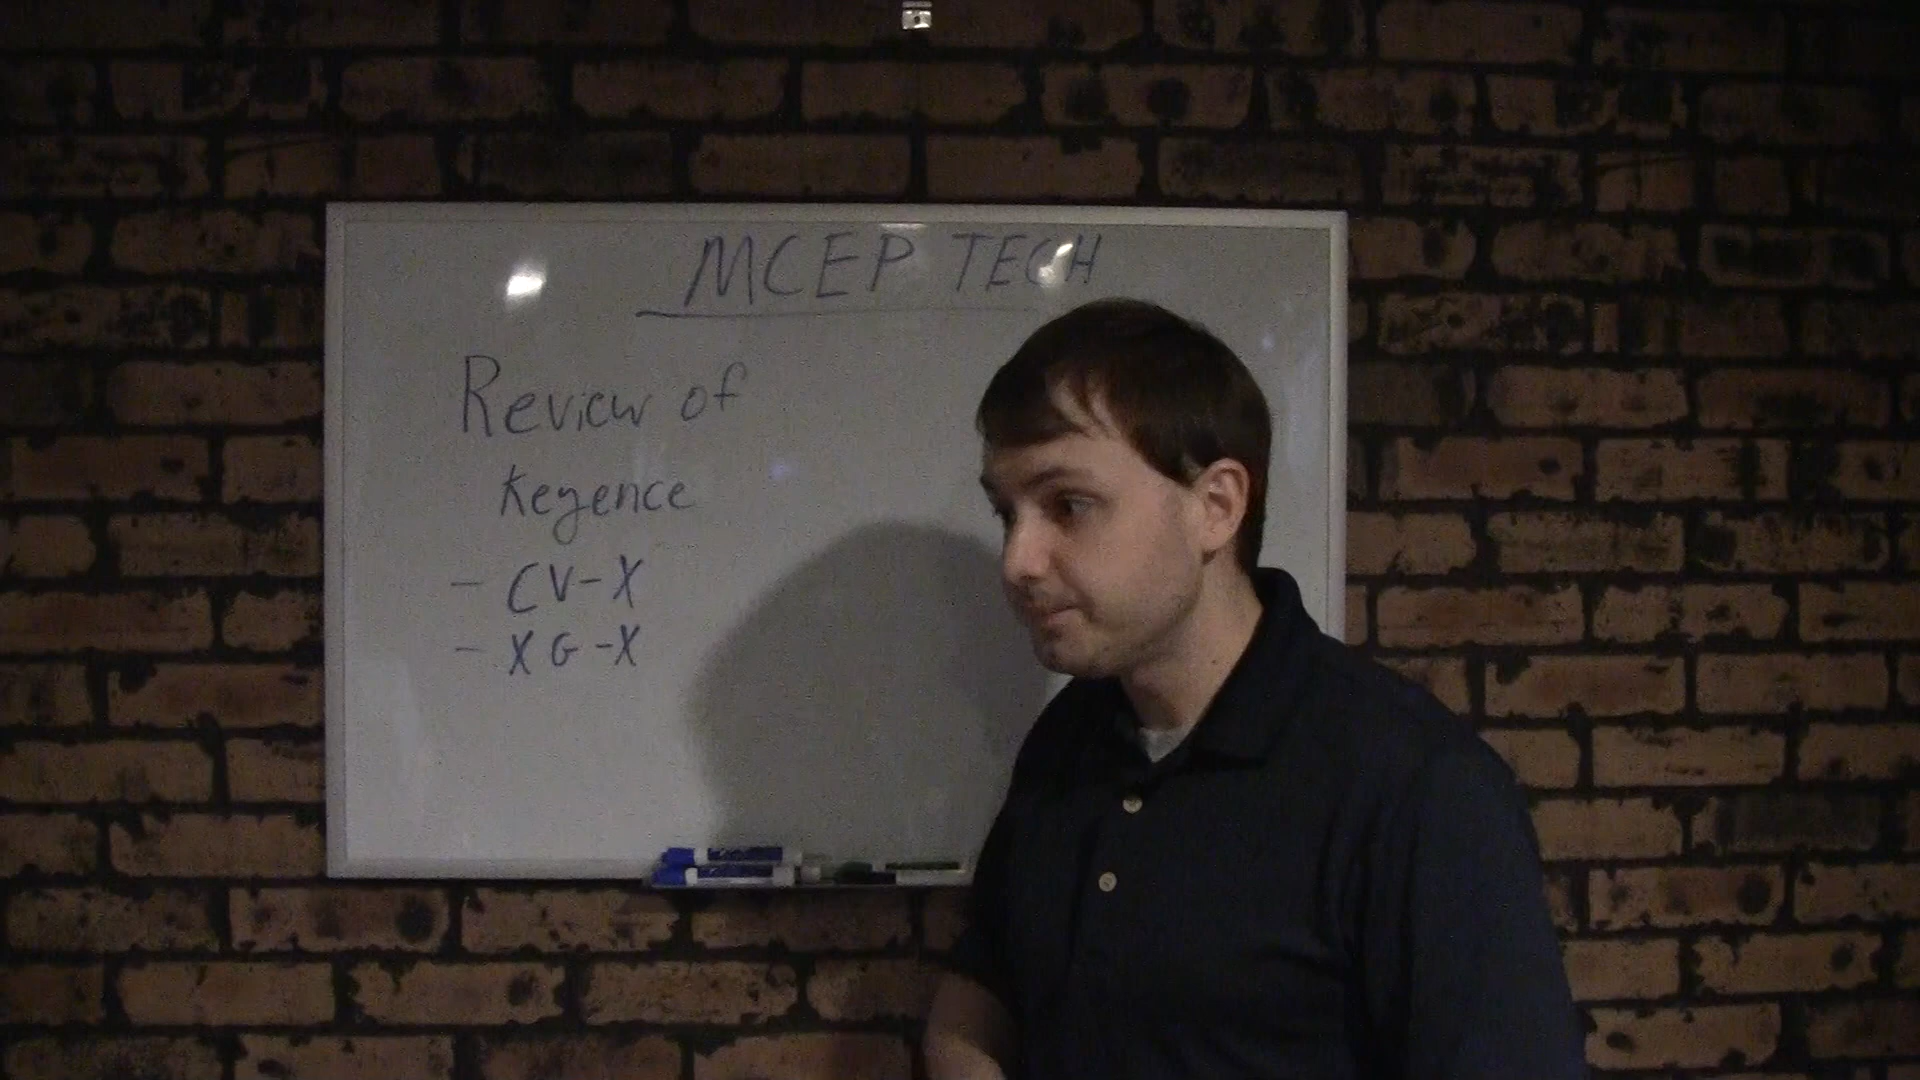 MCEP TECH
Review of
Keyence
- CV-X
- XG-X